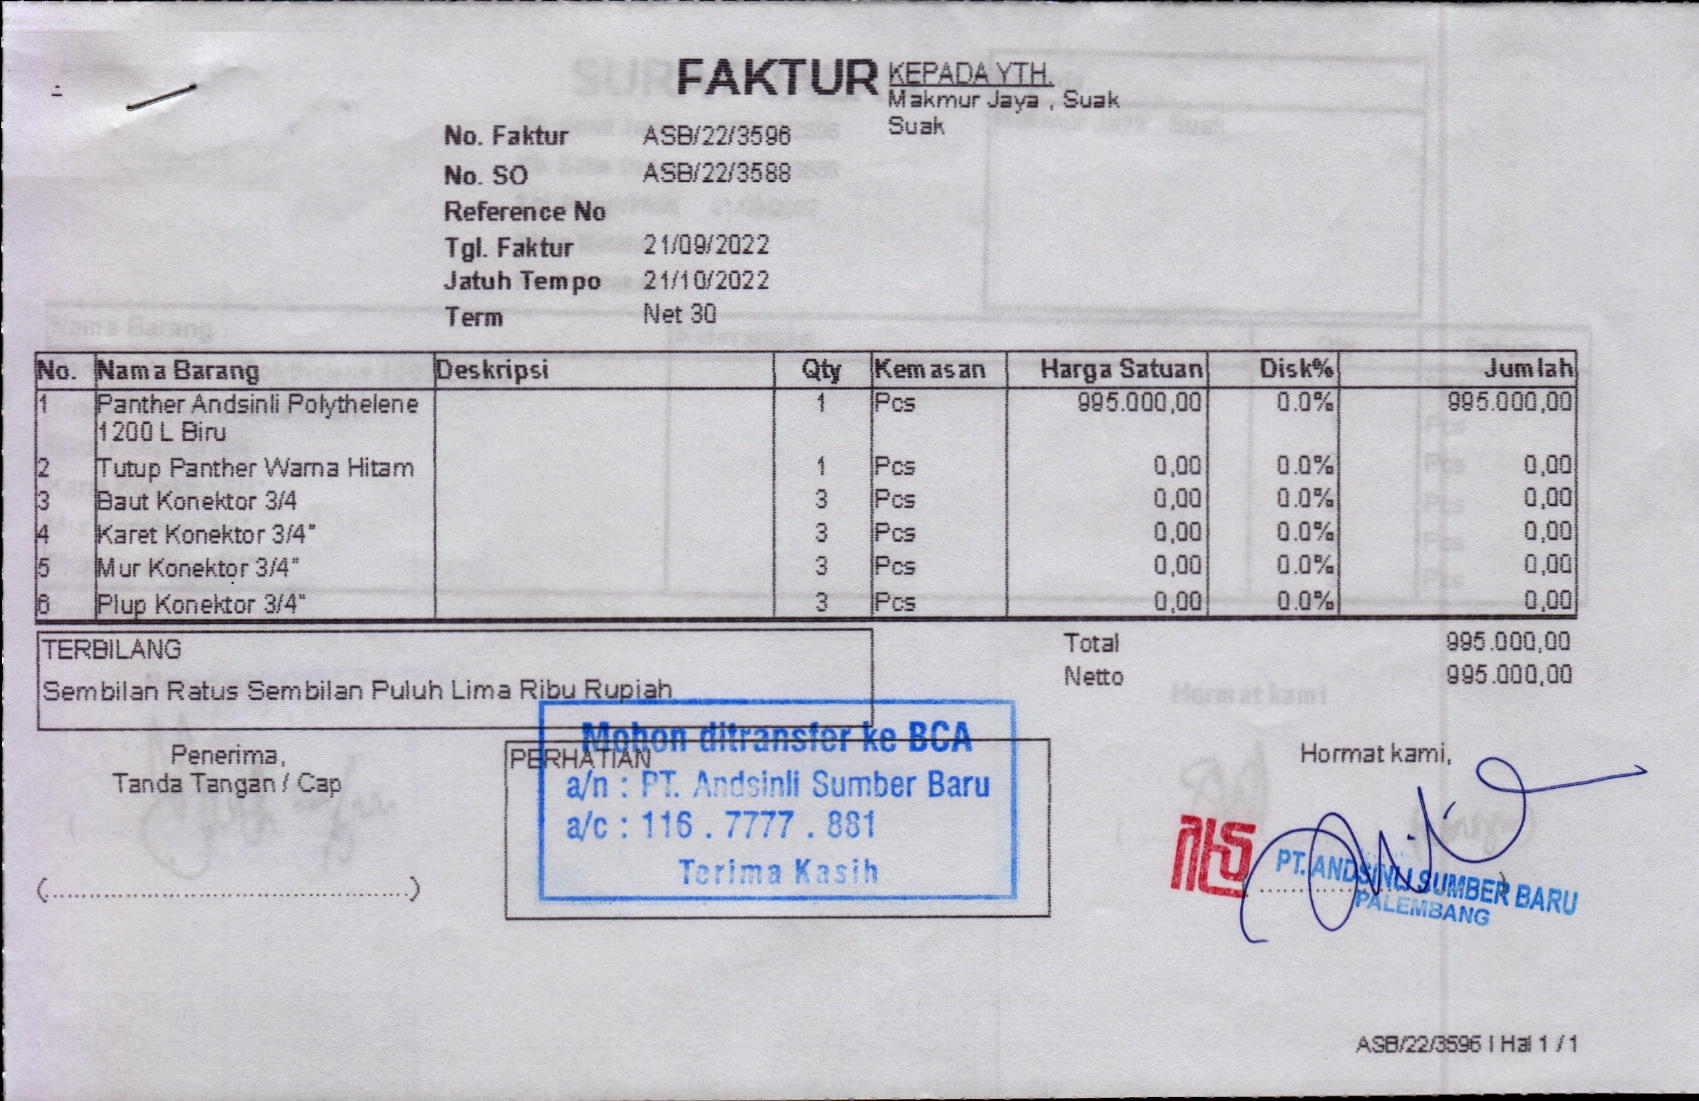 FAKTUR
KEPADA YTH.
Makmur Jaya , Suak
Suak
No. Faktur ASB/22/3596
No. SO ASB/22/3588
Reference No
Tgl. Faktur 21/09/2022
Jatuh Tempo 21/10/2022
Term Net 30
No. Nama Barang Deskripsi Qty Kemasan Harga Satuan Disk% Jumlah
1 Panther Andsinli Polythelene 1 Pcs 995.000,00 0.0% 995.000,00
1200 L Biru
2 Tutup Panther Warna Hitam 1 Pcs 0,00 0.0% 0,00
3 Baut Konektor 3/4 3 Pcs 0,00 0.0% 0,00
4 Karet Konektor 3/4" 3 Pcs 0,00 0.0% 0,00
5 Mur Konektor 3/4" 3 Pcs 0,00 0.0% 0,00
6 Plup Konektor 3/4" 3 Pcs 0,00 0.0% 0,00
TERBILANG
Sembilan Ratus Sembilan Puluh Lima Ribu Rupiah
Total 995.000,00
Netto 995.000,00
Penerima,
Tanda Tangan / Cap
(............................................)
PERHATIAN
Mohon ditransfer ke BCA
a/n : PT. Andsinli Sumber Baru
a/c : 116 . 7777 . 881
Terima Kasih
Hormat kami,
PT. ANDSINLI SUMBER BARU
PALEMBANG
ASB/22/3596 | Hal 1 / 1